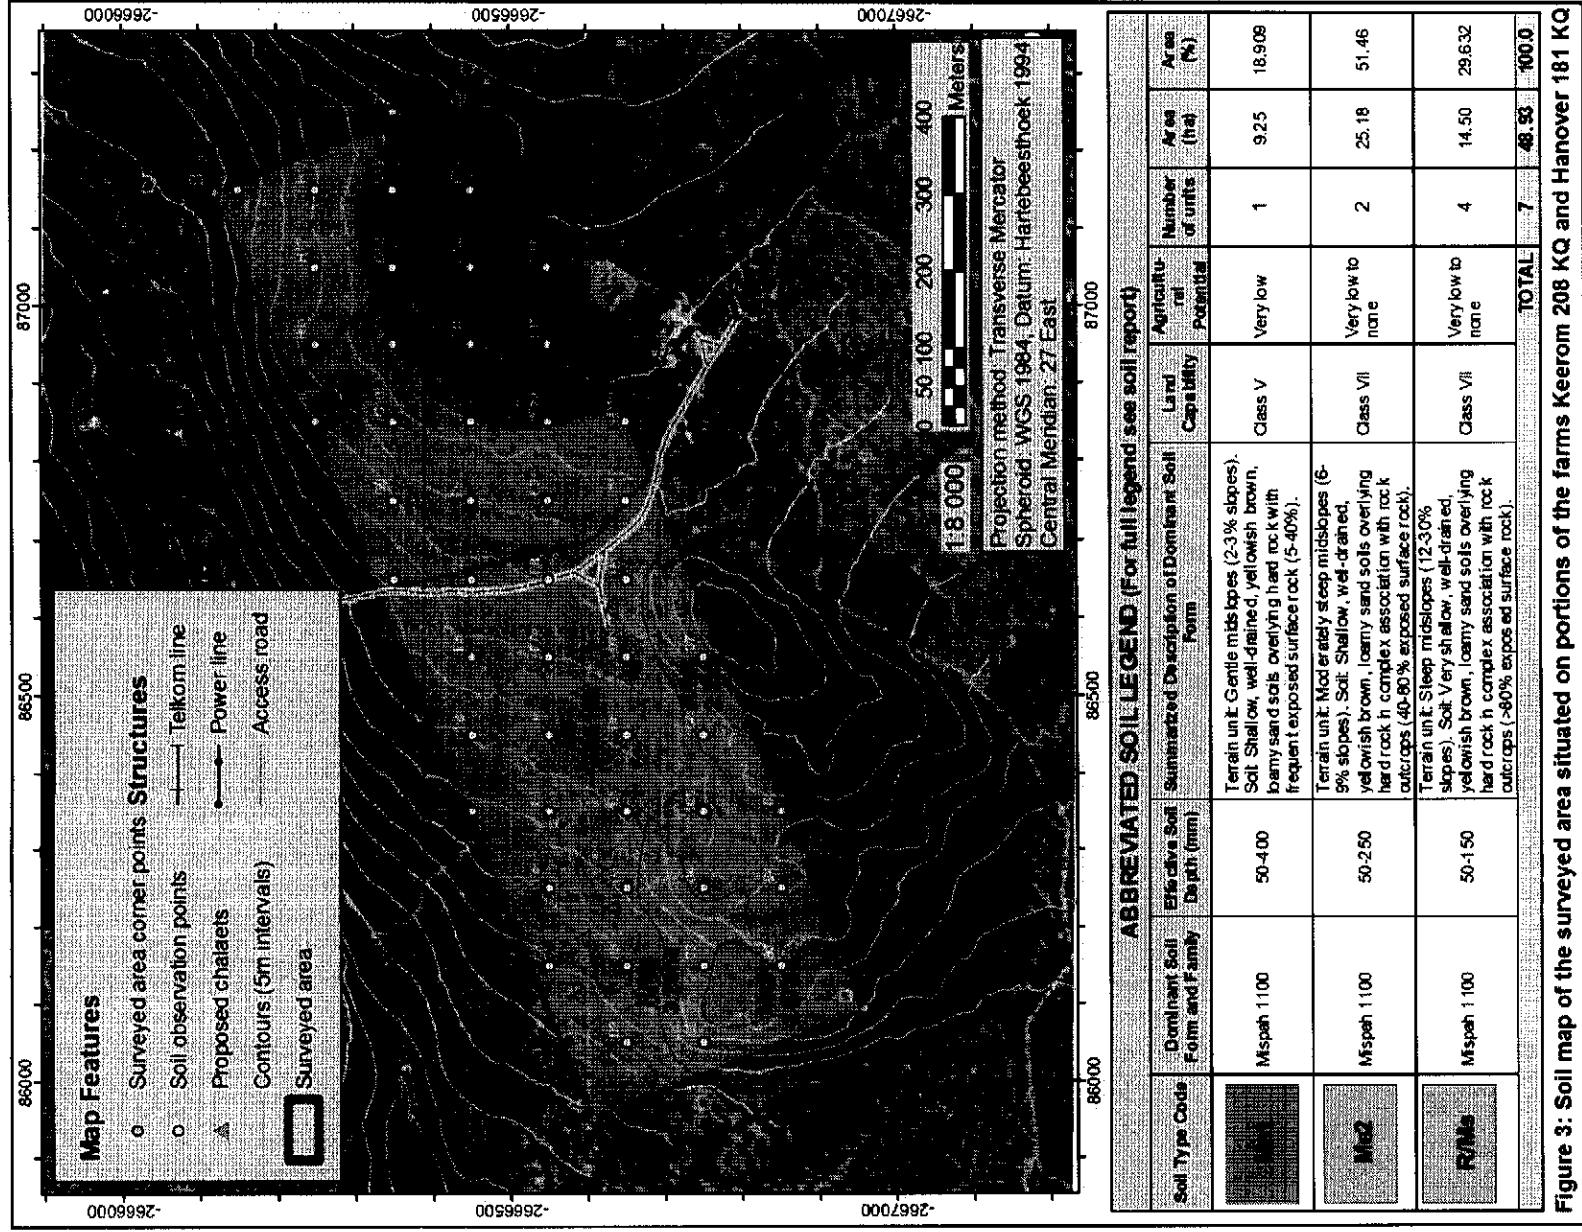 86000
86500
87000
-2666000
-2666500
-2667000
-2666000
-2666500
-2667000
86000
86500
87000
Map Features
Surveyed area corner points
Soil observation points
Proposed chalaets
Contours (5m intervals)
Surveyed area
Structures
Telkom line
Power line
Access road
1:8 000
0 50 100 200 300 400
Meters
Projection method Transverse Mercator
Spheroid WGS 1984, Datum: Hartebeesthoek 1994
Central Meridian 27 East
ABBREVIATED SOIL LEGEND (For full legend see soil report)
Soil Type Code
Dominant Soil
Form and Family
Effective Soil
Depth (mm)
Summarized Description of Dominant Soil
Form
Land
Capability
Agricultu-
ral
Potential
Number
of units
Area
(ha)
Area
(%)
Mispah 1100
50-400
Terrain unit: Gentle midslopes (2-3% slopes).
Soil: Shallow, well-drained, yellowish brown,
loamy sand soils overlying hard rock with
frequent exposed surface rock (5-40%).
Class V
Very low
1
9.25
18.909
Ms2
Mispah 1100
50-250
Terrain unit: Moderately steep midslopes (6-
9% slopes). Soil: Shallow, well-drained,
yellowish brown, loamy sand soils overlying
hard rock in complex association with rock
outcrops (40-80% exposed surface rock).
Class VII
Very low to
none
2
25.18
51.46
R/Ms
Mispah 1100
50-150
Terrain unit: Steep midslopes (12-30%
slopes). Soil: Very shallow, well-drained,
yellowish brown, loamy sand soils overlying
hard rock in complex association with rock
outcrops (>80% exposed surface rock).
Class VII
Very low to
none
4
14.50
29.632
TOTAL 7 48.93 100.0
Figure 3: Soil map of the surveyed area situated on portions of the farms Keerom 208 KQ and Hanover 181 KQ